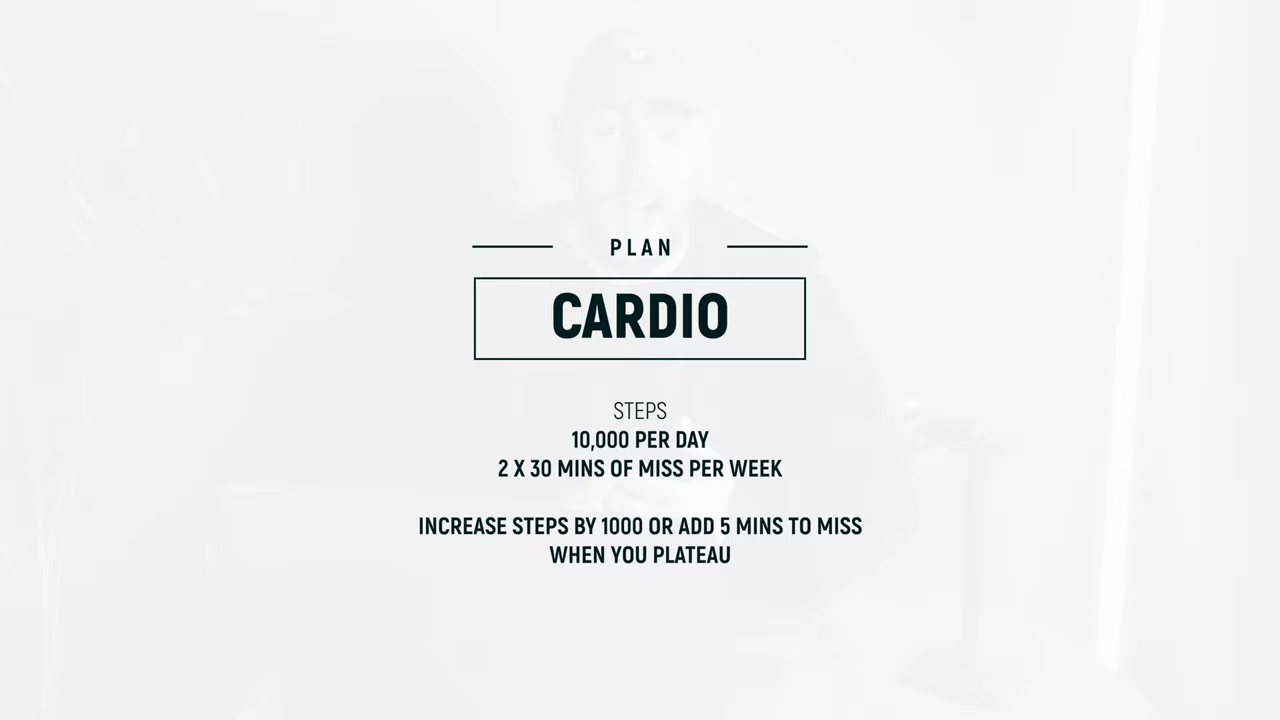 PLAN
CARDIO
STEPS
10,000 PER DAY
2 X 30 MINS OF MISS PER WEEK
INCREASE STEPS BY 1000 OR ADD 5 MINS TO MISS
WHEN YOU PLATEAU